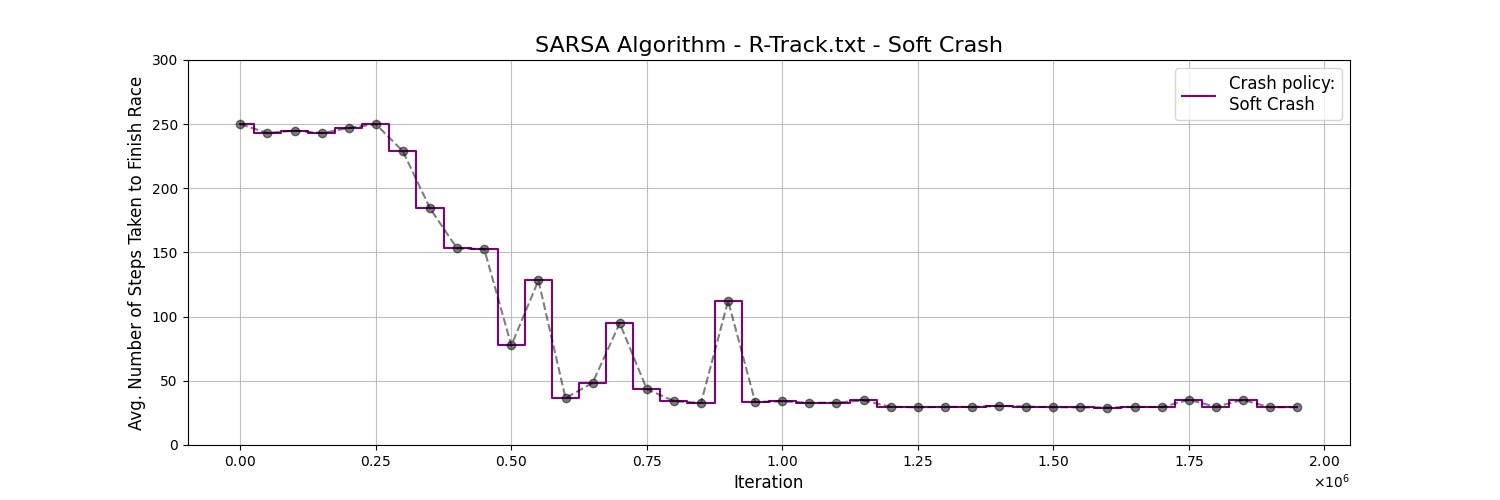 SARSA Algorithm - R-Track.txt - Soft Crash
Avg. Number of Steps Taken to Finish Race
300
250
200
150
100
50
0
Crash policy:
Soft Crash
0.00 0.25 0.50 0.75 1.00 1.25 1.50 1.75 2.00
Iteration
×10⁶